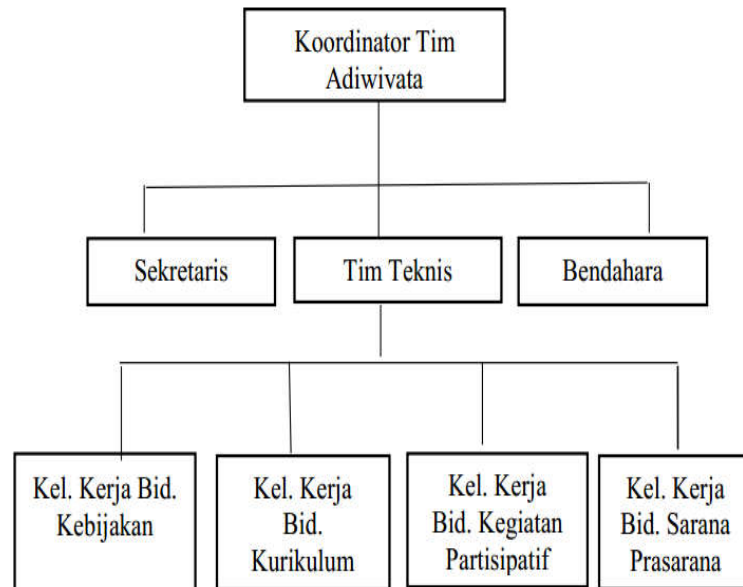 Koordinator Tim
Adiwivata
Sekretaris
Tim Teknis
Bendahara
Kel. Kerja Bid.
Kebijakan
Kel. Kerja
Bid.
Kurikulum
Kel. Kerja
Bid. Kegiatan
Partisipatif
Kel. Kerja
Bid. Sarana
Prasarana